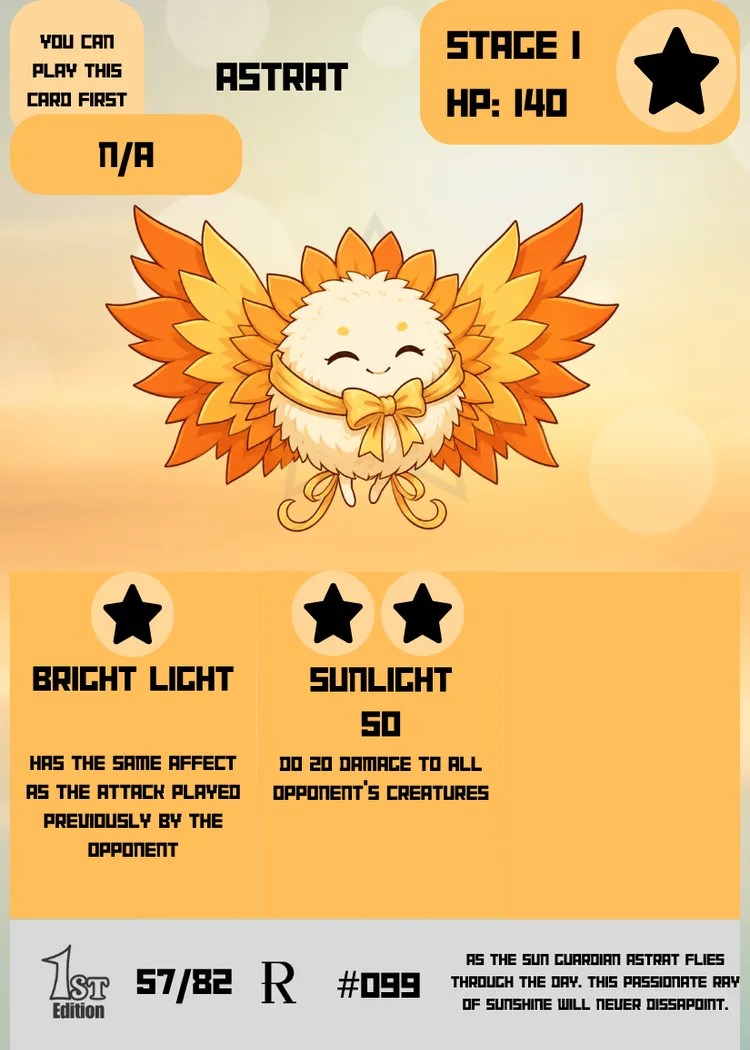 YOU CAN
PLAY THIS
CARD FIRST
N/A
ASTRAT
STAGE 1
HP: 140
BRIGHT LIGHT
HAS THE SAME AFFECT
AS THE ATTACK PLAYED
PREVIOUSLY BY THE
OPPONENT
SUNLIGHT
50
DO 20 DAMAGE TO ALL
OPPONENT'S CREATURES
1ST
Edition
57/82
R
#099
AS THE SUN GUARDIAN ASTRAT FLIES
THROUGH THE DAY. THIS PASSIONATE RAY
OF SUNSHINE WILL NEVER DISSAPOINT.